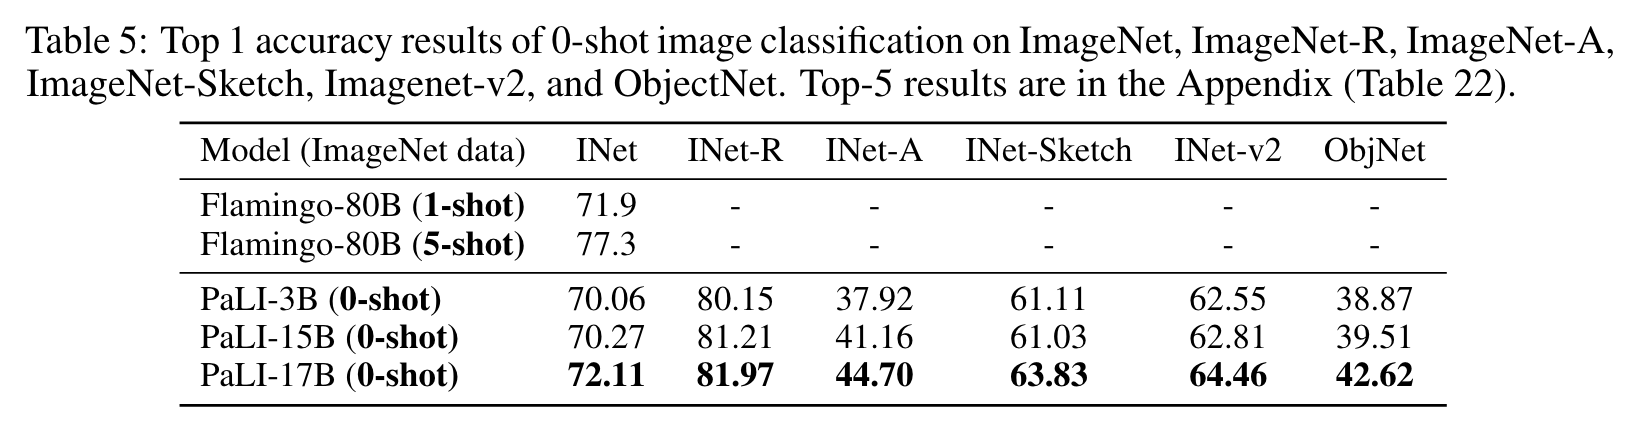 Table 5: Top 1 accuracy results of 0-shot image classification on ImageNet, ImageNet-R, ImageNet-A,
ImageNet-Sketch, Imagenet-v2, and ObjectNet. Top-5 results are in the Appendix (Table 22).
Model (ImageNet data) INet INet-R INet-A INet-Sketch INet-v2 ObjNet
Flamingo-80B (1-shot) 71.9 - - - - -
Flamingo-80B (5-shot) 77.3 - - - - -
PaLI-3B (0-shot) 70.06 80.15 37.92 61.11 62.55 38.87
PaLI-15B (0-shot) 70.27 81.21 41.16 61.03 62.81 39.51
PaLI-17B (0-shot) 72.11 81.97 44.70 63.83 64.46 42.62